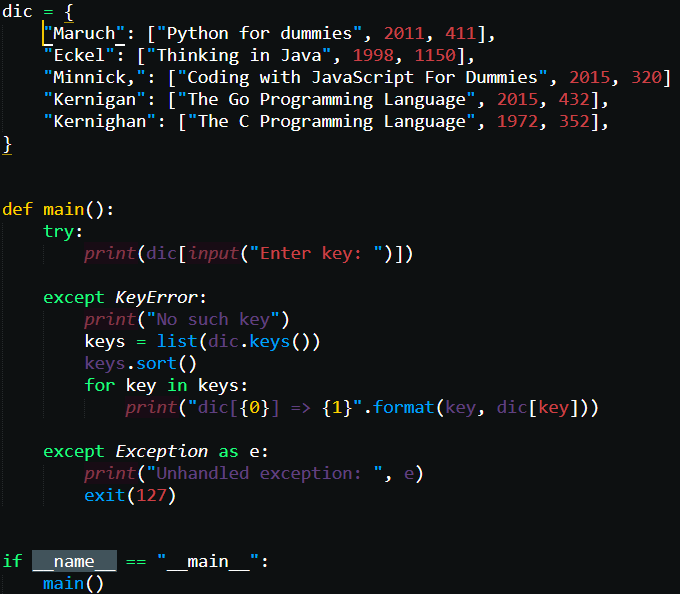 dic = {
    "Maruch": ["Python for dummies", 2011, 411],
    "Eckel": ["Thinking in Java", 1998, 1150],
    "Minnick,": ["Coding with JavaScript For Dummies", 2015, 320]
    "Kernigan": ["The Go Programming Language", 2015, 432],
    "Kernighan": ["The C Programming Language", 1972, 352],
}
def main():
    try:
        print(dic[input("Enter key: ")])
    except KeyError:
        print("No such key")
        keys = list(dic.keys())
        keys.sort()
        for key in keys:
            print("dic[{0}] => {1}".format(key, dic[key]))
    except Exception as e:
        print("Unhandled exception: ", e)
        exit(127)
if __name__ == "__main__":
    main()